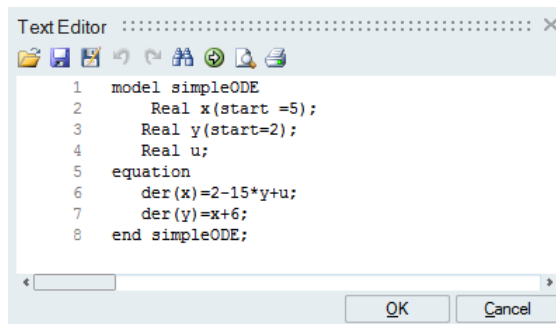 Text Editor
1 model simpleODE
2 Real x(start =5);
3 Real y(start=2);
4 Real u;
5 equation
6 der(x)=2-15*y+u;
7 der(y)=x+6;
8 end simpleODE;
OK Cancel